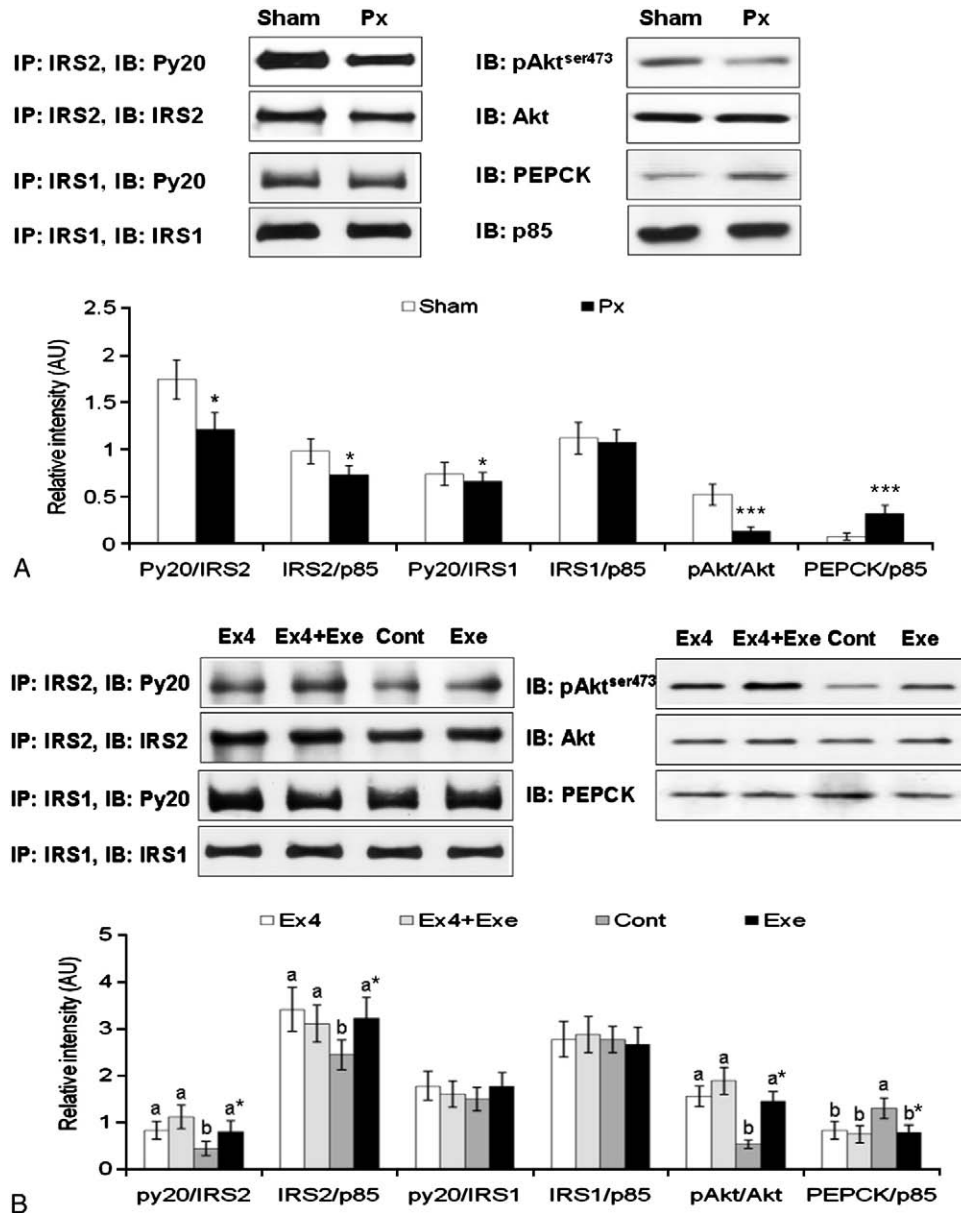 Sham Px
IP: IRS2, IB: Py20
IP: IRS2, IB: IRS2
IP: IRS1, IB: Py20
IP: IRS1, IB: IRS1
Sham Px
IB: pAktser473
IB: Akt
IB: PEPCK
IB: p85
Relative intensity (AU)
2.5
2
1.5
1
0.5
0
Sham Px
*
*
*
***
***
Py20/IRS2 IRS2/p85 Py20/IRS1 IRS1/p85 pAkt/Akt PEPCK/p85
A
Ex4 Ex4+Exe Cont Exe
IP: IRS2, IB: Py20
IP: IRS2, IB: IRS2
IP: IRS1, IB: Py20
IP: IRS1, IB: IRS1
Ex4 Ex4+Exe Cont Exe
IB: pAktser473
IB: Akt
IB: PEPCK
Relative intensity (AU)
5
4
3
2
1
0
Ex4 Ex4+Exe Cont Exe
a a b a*
a a b a*
a a b a*
b b a b*
py20/IRS2 IRS2/p85 py20/IRS1 IRS1/p85 pAkt/Akt PEPCK/p85
B